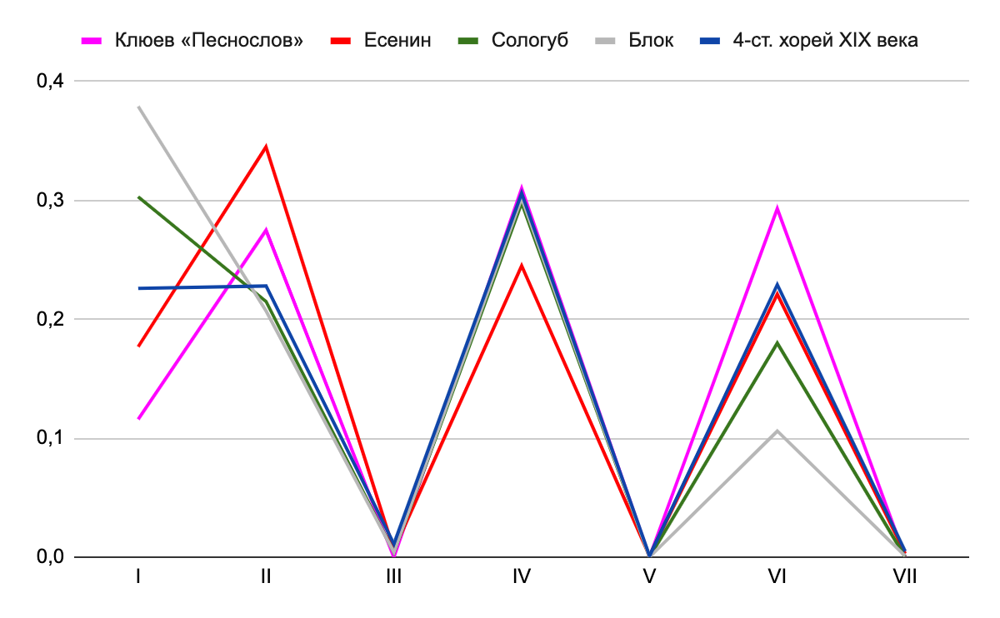 Клюев «Песнослов» Есенин Сологуб Блок 4-ст. хорей XIX века
0,4
0,3
0,2
0,1
0,0
I II III IV V VI VII